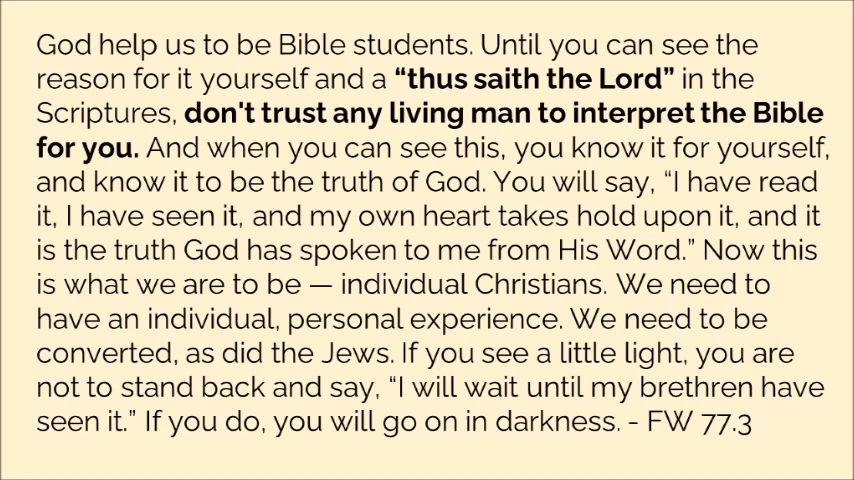 God help us to be Bible students. Until you can see the
reason for it yourself and a “thus saith the Lord” in the
Scriptures, don't trust any living man to interpret the Bible
for you. And when you can see this, you know it for yourself,
and know it to be the truth of God. You will say, “I have read
it, I have seen it, and my own heart takes hold upon it, and it
is the truth God has spoken to me from His Word.” Now this
is what we are to be — individual Christians. We need to
have an individual, personal experience. We need to be
converted, as did the Jews. If you see a little light, you are
not to stand back and say, “I will wait until my brethren have
seen it.” If you do, you will go on in darkness. - FW 77.3